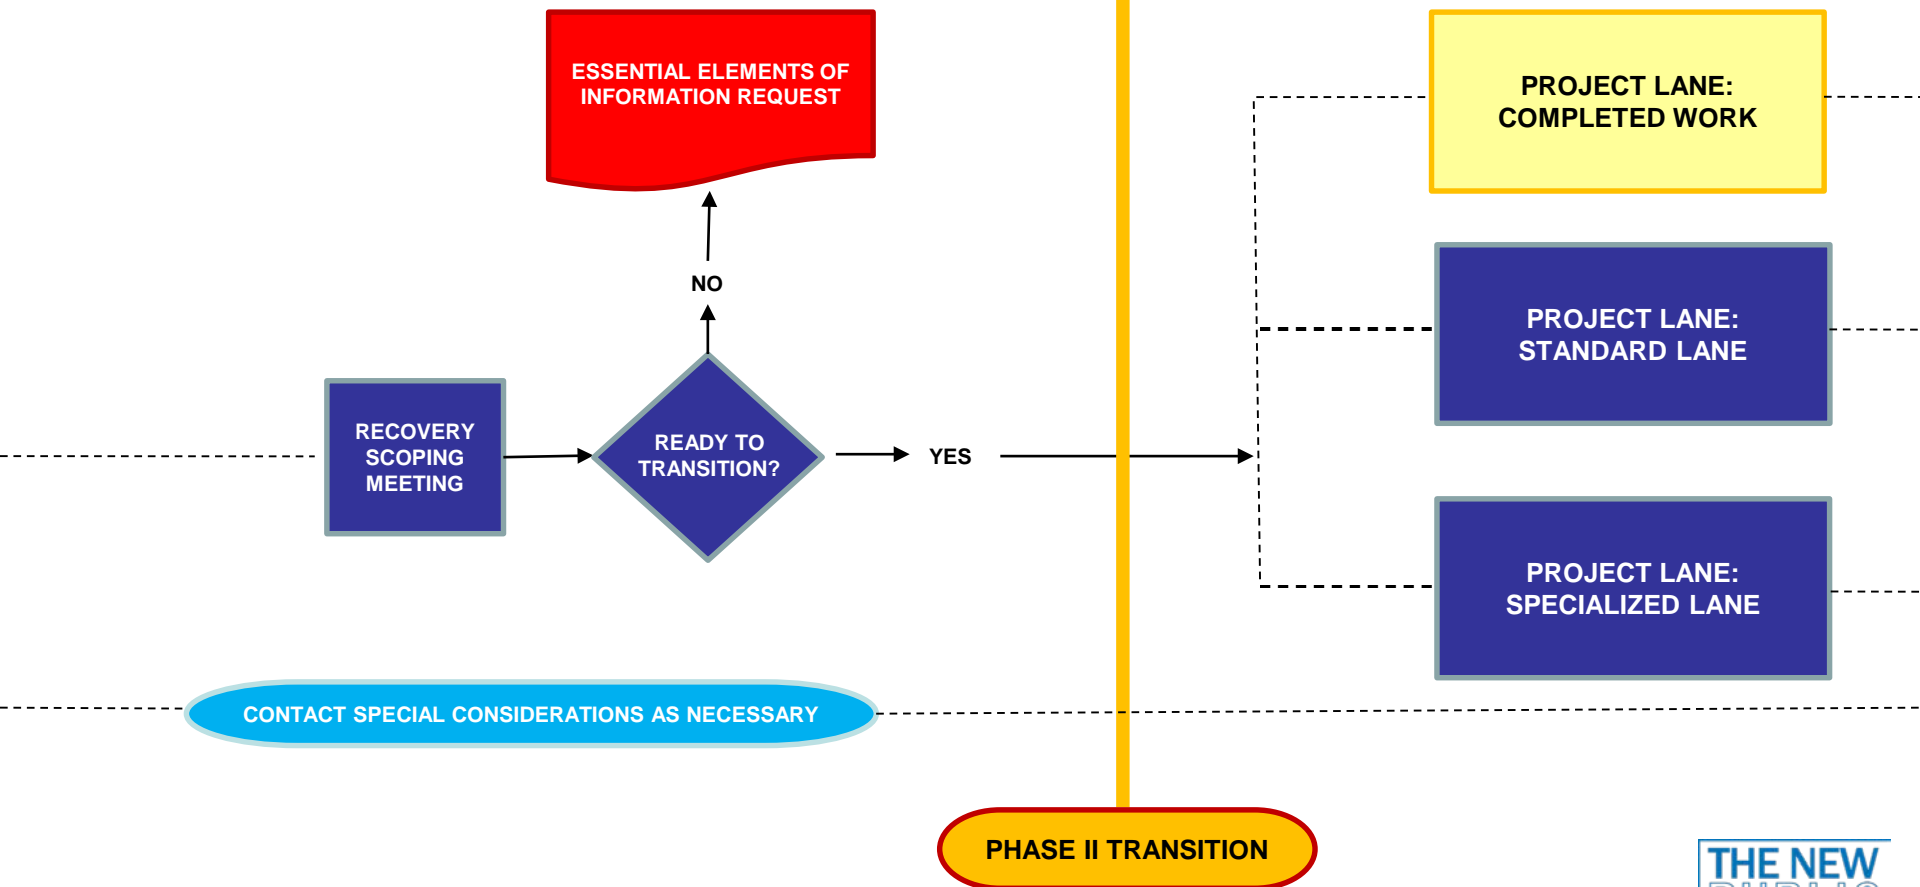 ESSENTIAL ELEMENTS OF
INFORMATION REQUEST
PROJECT LANE:
COMPLETED WORK
NO
PROJECT LANE:
STANDARD LANE
RECOVERY
SCOPING
MEETING
READY TO
TRANSITION?
YES
PROJECT LANE:
SPECIALIZED LANE
CONTACT SPECIAL CONSIDERATIONS AS NECESSARY
PHASE II TRANSITION
THE NEW